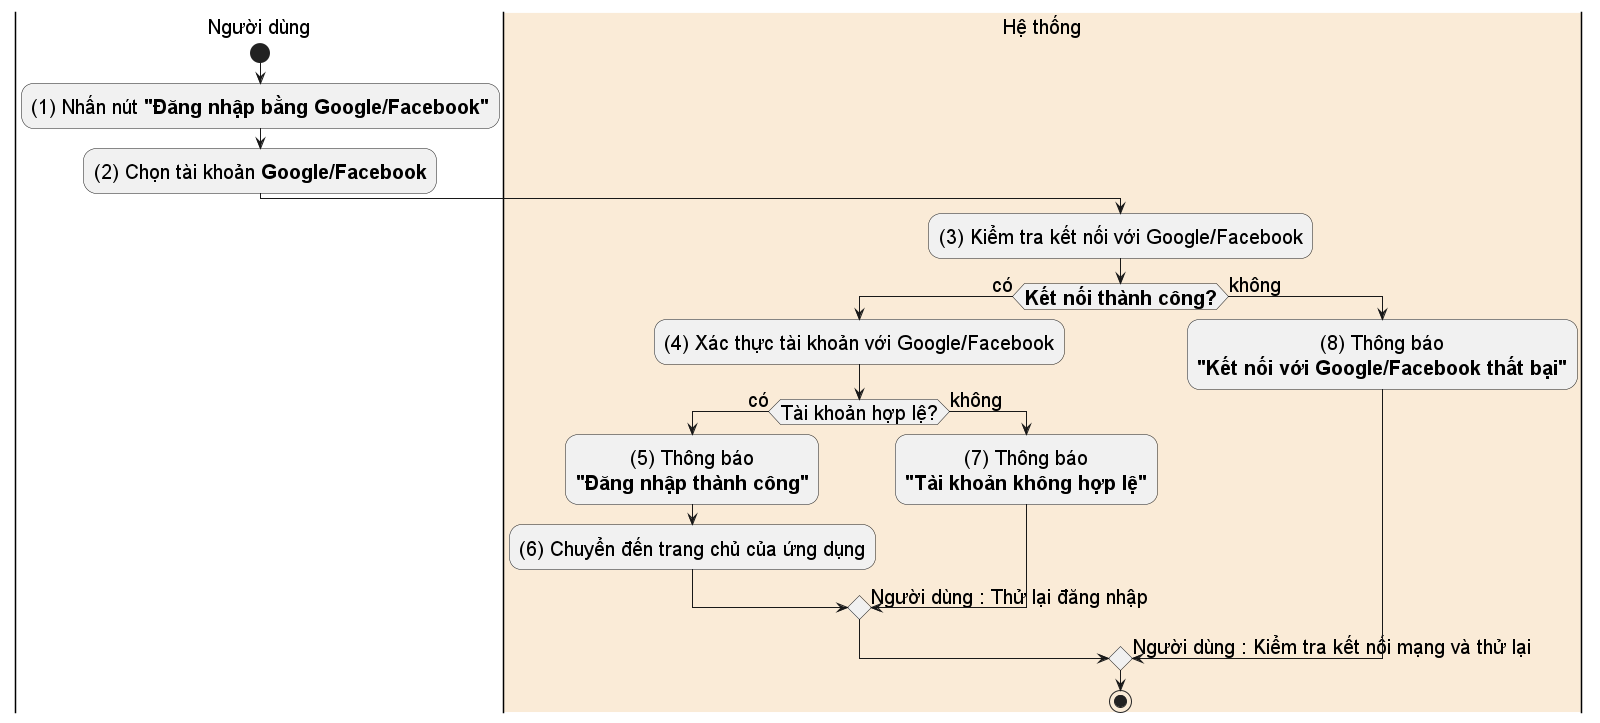 Người dùng
Hệ thống
(1) Nhấn nút "Đăng nhập bằng Google/Facebook"
(2) Chọn tài khoản Google/Facebook
(3) Kiểm tra kết nối với Google/Facebook
có
Kết nối thành công?
không
(4) Xác thực tài khoản với Google/Facebook
(8) Thông báo
"Kết nối với Google/Facebook thất bại"
có
Tài khoản hợp lệ?
không
(5) Thông báo
"Đăng nhập thành công"
(7) Thông báo
"Tài khoản không hợp lệ"
(6) Chuyển đến trang chủ của ứng dụng
Người dùng : Thử lại đăng nhập
Người dùng : Kiểm tra kết nối mạng và thử lại